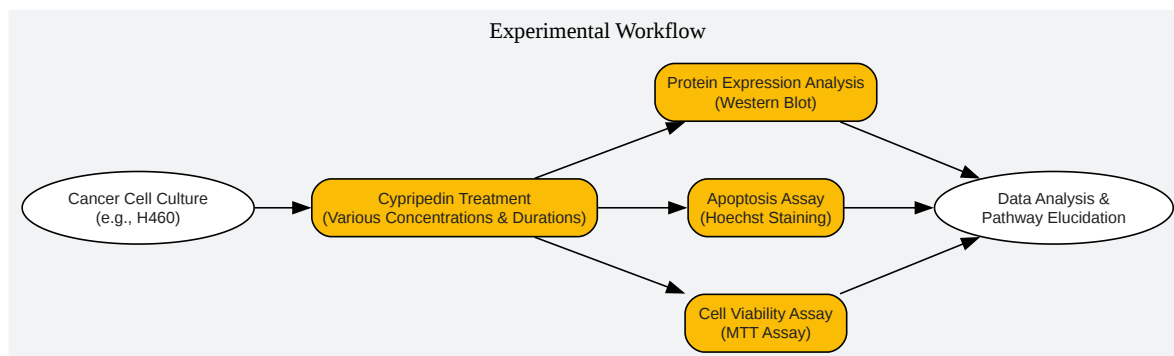 Experimental Workflow
Protein Expression Analysis
(Western Blot)
Cancer Cell Culture
(e.g., H460)
Cypripedin Treatment
(Various Concentrations & Durations)
Apoptosis Assay
(Hoechst Staining)
Data Analysis &
Pathway Elucidation
Cell Viability Assay
(MTT Assay)